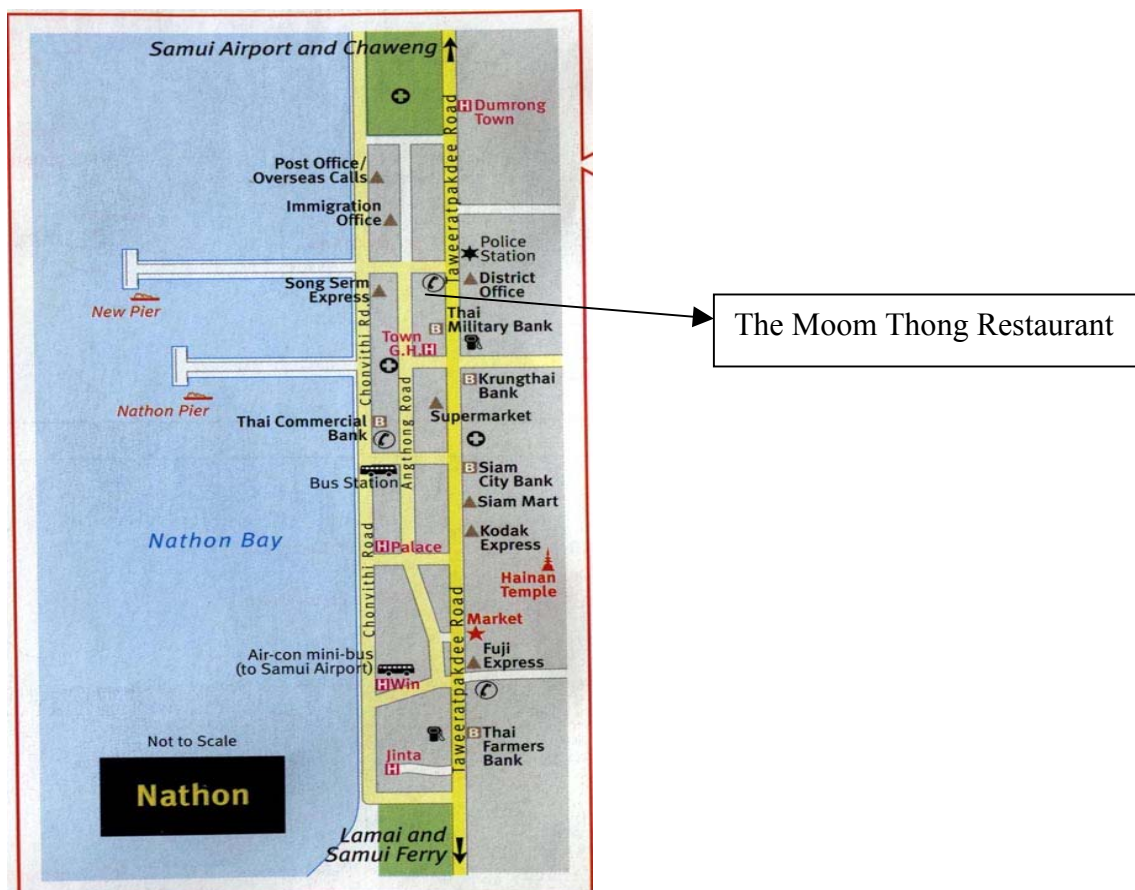 Samui Airport and Chaweng
H Dumrong
Town
Taweeratpakdee Road
Post Office/
Overseas Calls
Immigration
Office
Police
Station
District
Office
Song Serm
Express
New Pier
Chonvithi Rd.
Thai
B Military Bank
The Moom Thong Restaurant
Town
G.H. H
B Krungthai
Bank
Nathon Pier
Supermarket
Thai Commercial B
Bank
Angthong Road
Bus Station
B Siam
City Bank
Siam Mart
Kodak
Express
Nathon Bay
H Palace
Chonvithi Road
Hainan
Temple
Market
Taweeratpakdee Road
Fuji
Express
Air-con mini-bus
(to Samui Airport)
H Win
B Thai
Farmers
Bank
Jinta
H
Not to Scale
Nathon
Lamai and
Samui Ferry